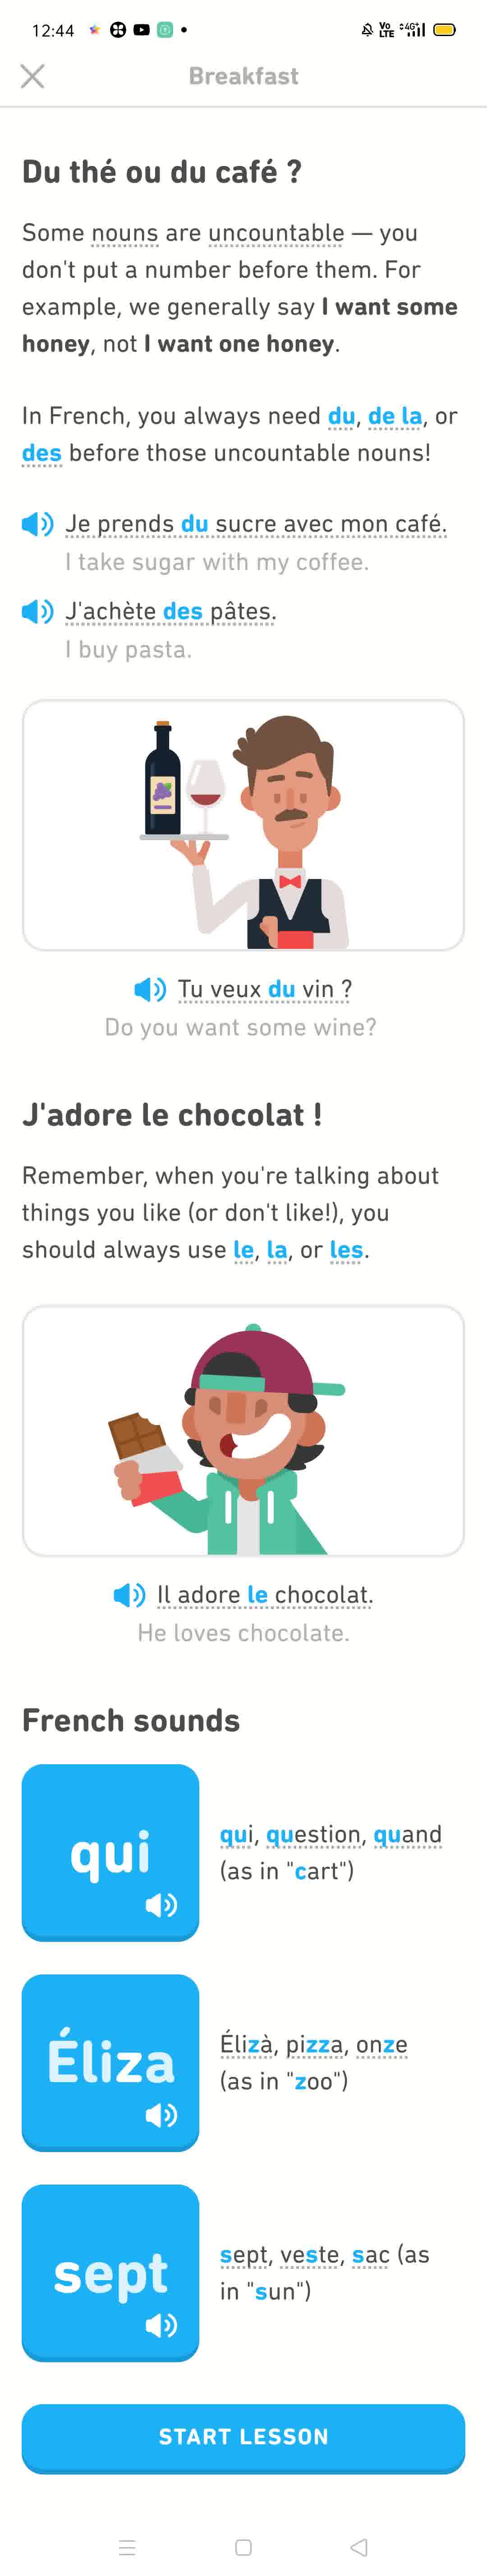 12:44
Vo LTE 4G+
Breakfast
Du thé ou du café ?
Some nouns are uncountable — you
don't put a number before them. For
example, we generally say I want some
honey, not I want one honey.
In French, you always need du, de la, or
des before those uncountable nouns!
Je prends du sucre avec mon café.
I take sugar with my coffee.
J'achète des pâtes.
I buy pasta.
Tu veux du vin ?
Do you want some wine?
J'adore le chocolat !
Remember, when you're talking about
things you like (or don't like!), you
should always use le, la, or les.
Il adore le chocolat.
He loves chocolate.
French sounds
qui
qui, question, quand
(as in "cart")
Éliza
Élizà, pizza, onze
(as in "zoo")
sept
sept, veste, sac (as
in "sun")
START LESSON